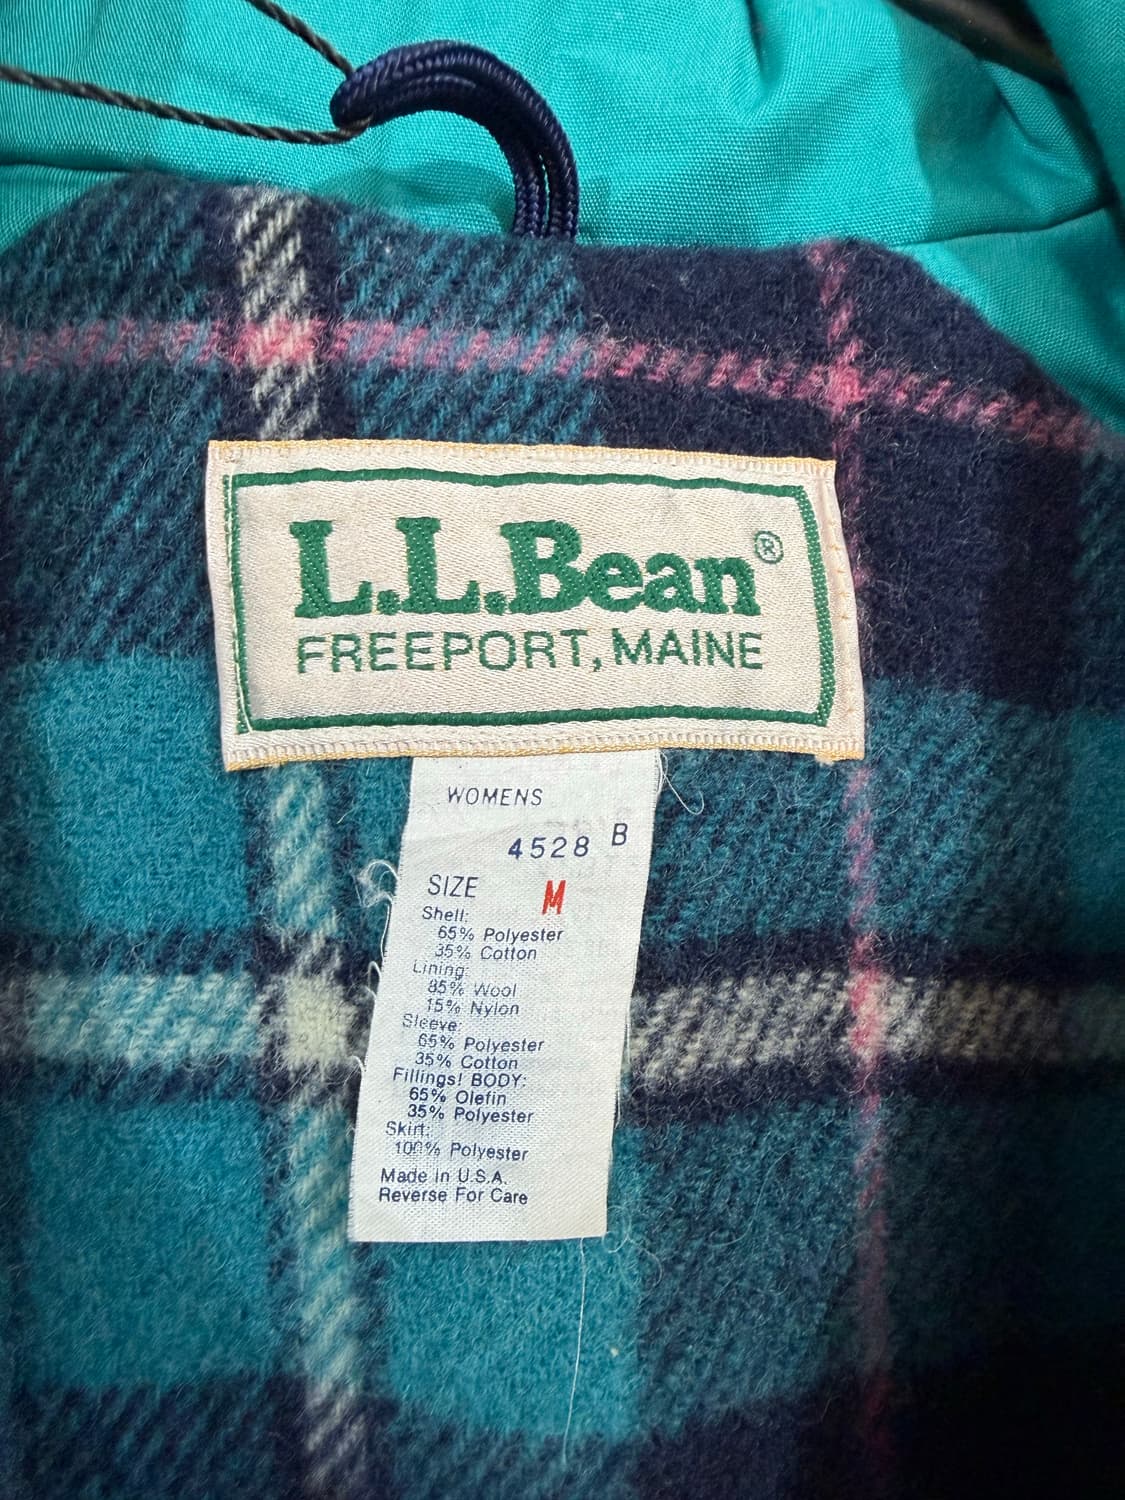 L.L.Bean®
FREEPORT, MAINE
WOMENS
4528 B
SIZE M
Shell:
65% Polyester
35% Cotton
Lining:
85% Wool
15% Nylon
Sleeve:
65% Polyester
35% Cotton
Fillings! BODY:
65% Olefin
35% Polyester
Skirt:
100% Polyester
Made in U.S.A.
Reverse For Care